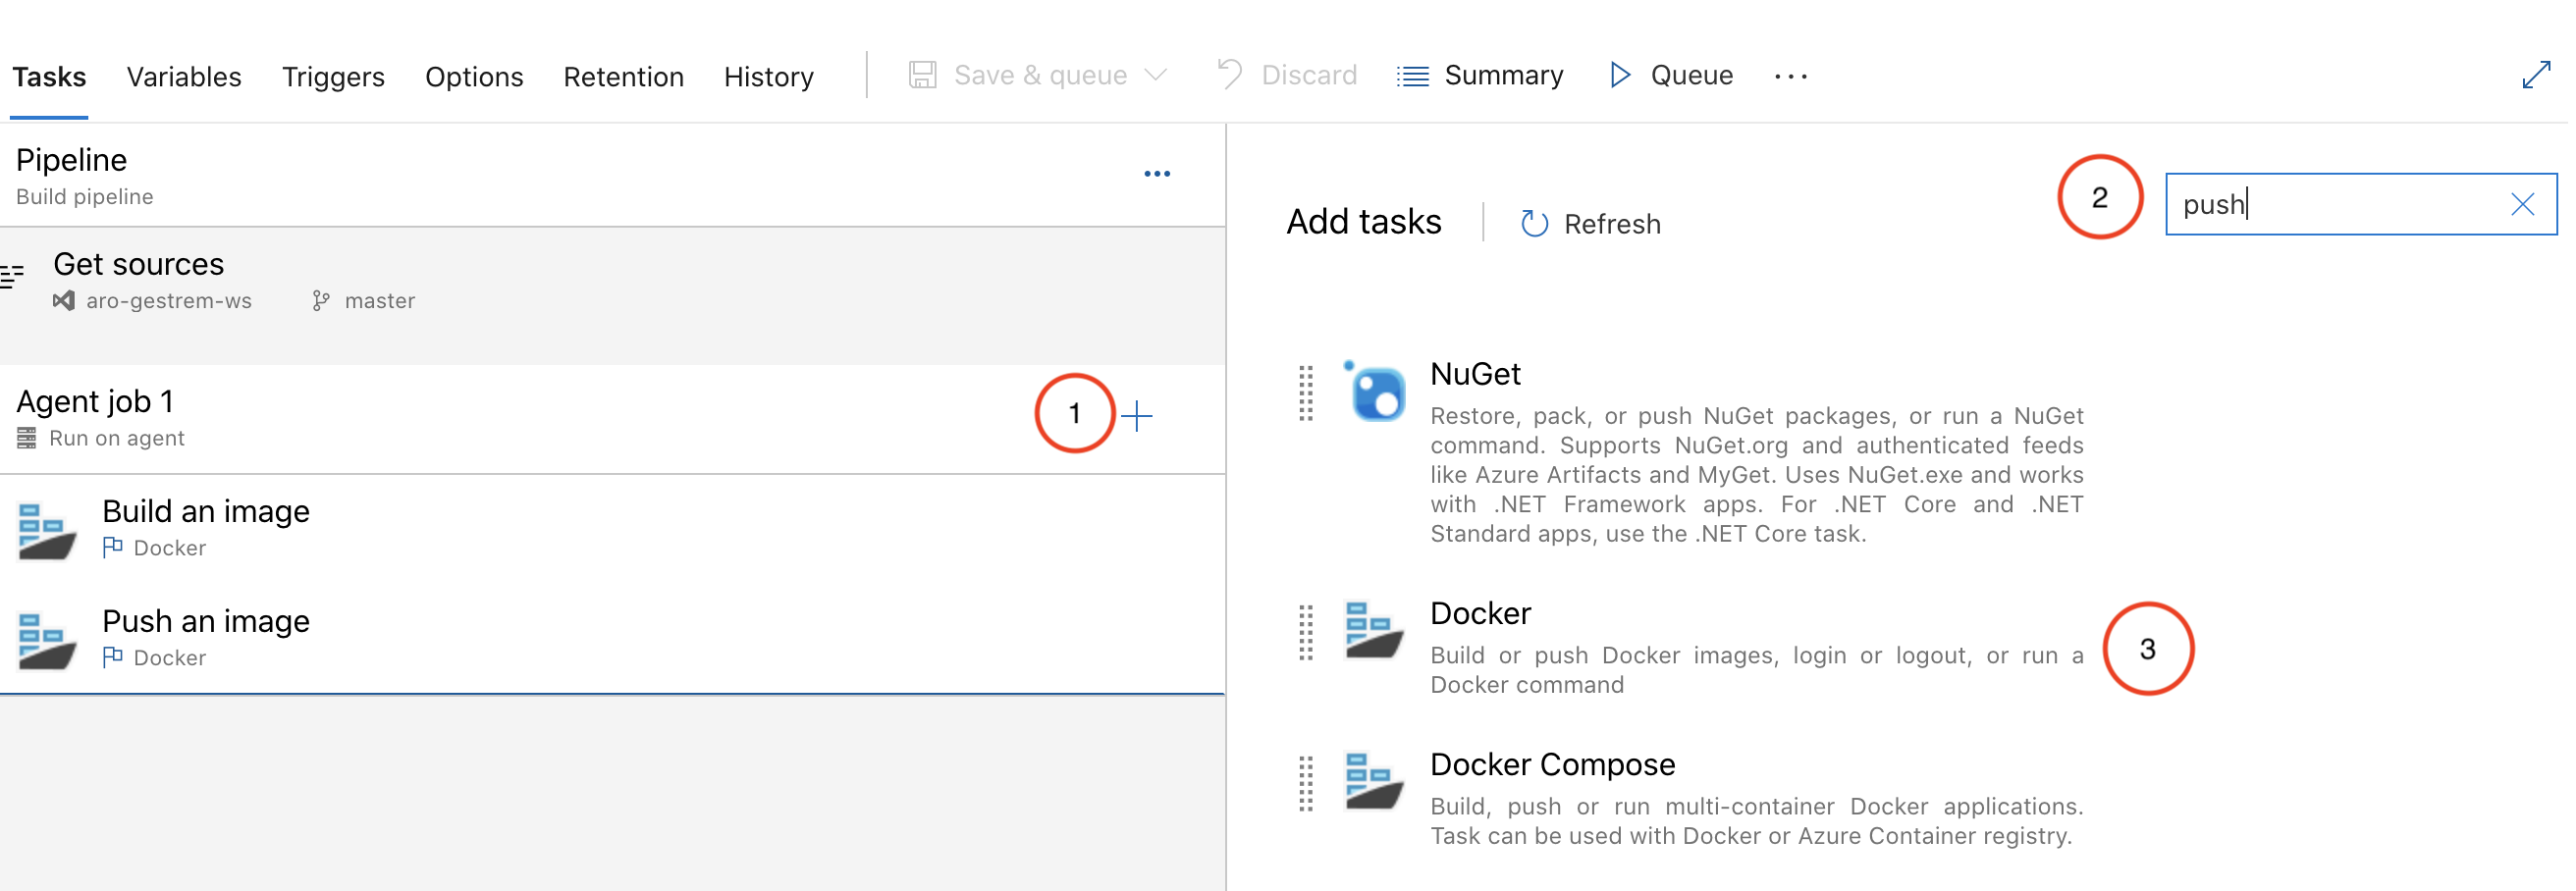 Tasks Variables Triggers Options Retention History Save & queue Discard Summary Queue ...
Pipeline
Build pipeline
Get sources
aro-gestrem-ws master
Agent job 1
Run on agent
1
Build an image
Docker
Push an image
Docker
Add tasks Refresh
2
push
NuGet
Restore, pack, or push NuGet packages, or run a NuGet
command. Supports NuGet.org and authenticated feeds
like Azure Artifacts and MyGet. Uses NuGet.exe and works
with .NET Framework apps. For .NET Core and .NET
Standard apps, use the .NET Core task.
Docker
Build or push Docker images, login or logout, or run a
Docker command
3
Docker Compose
Build, push or run multi-container Docker applications.
Task can be used with Docker or Azure Container registry.